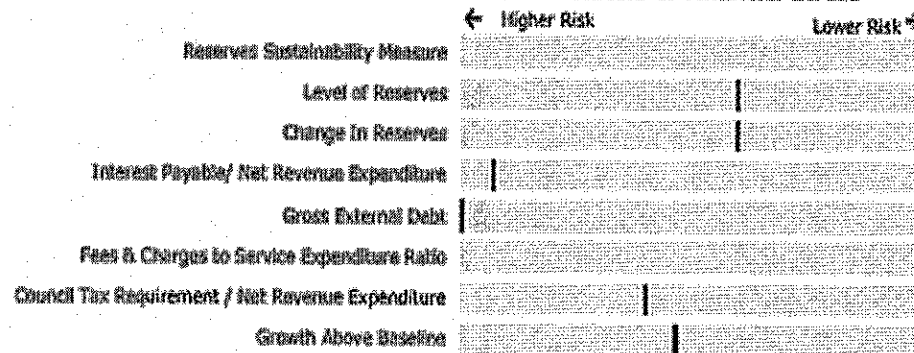 ← Higher Risk
Lower Risk
Reserves Sustainability Measure
Level of Reserves
Change In Reserves
Interest Payable/ Net Revenue Expenditure
Gross External Debt
Fees & Charges to Service Expenditure Ratio
Council Tax Requirement / Net Revenue Expenditure
Growth Above Baseline